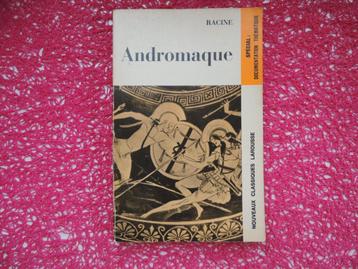 RACINE
Andromaque
SPÉCIAL :
DOCUMENTATION THÉMATIQUE
NOUVEAUX CLASSIQUES LAROUSSE